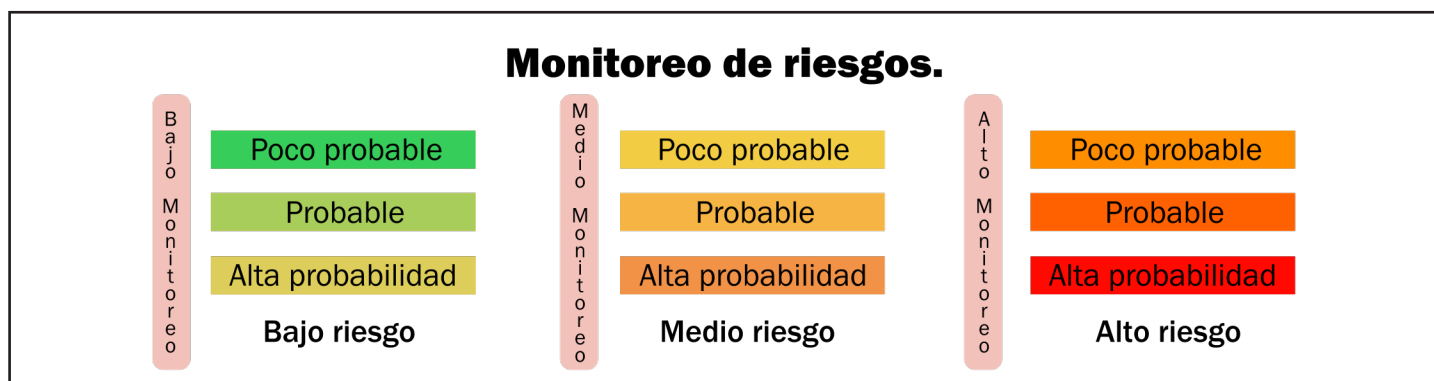 Monitoreo de riesgos.
Bajo Monitoreo
Poco probable
Probable
Alta probabilidad
Bajo riesgo
Medio Monitoreo
Poco probable
Probable
Alta probabilidad
Medio riesgo
Alto Monitoreo
Poco probable
Probable
Alta probabilidad
Alto riesgo